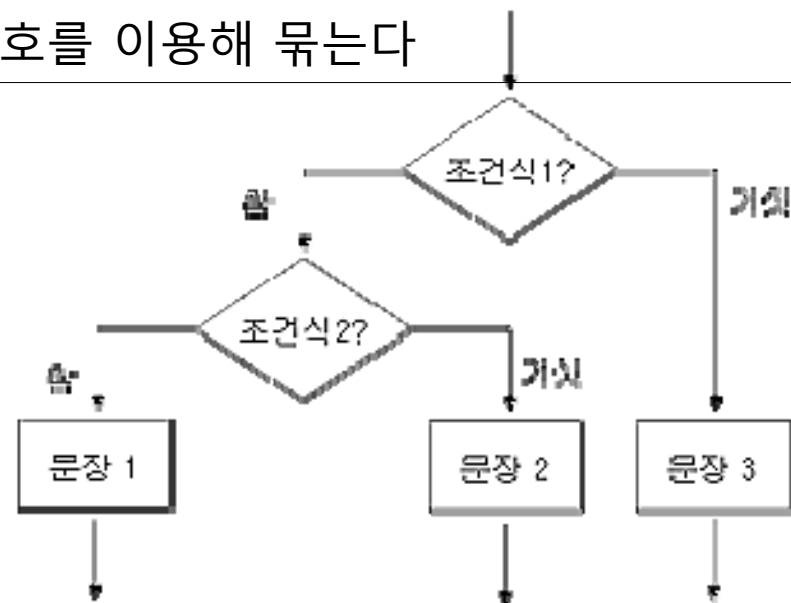 호를 이용해 묶는다
조건식1?
참
거짓
조건식2?
참
거짓
문장 1
문장 2
문장 3